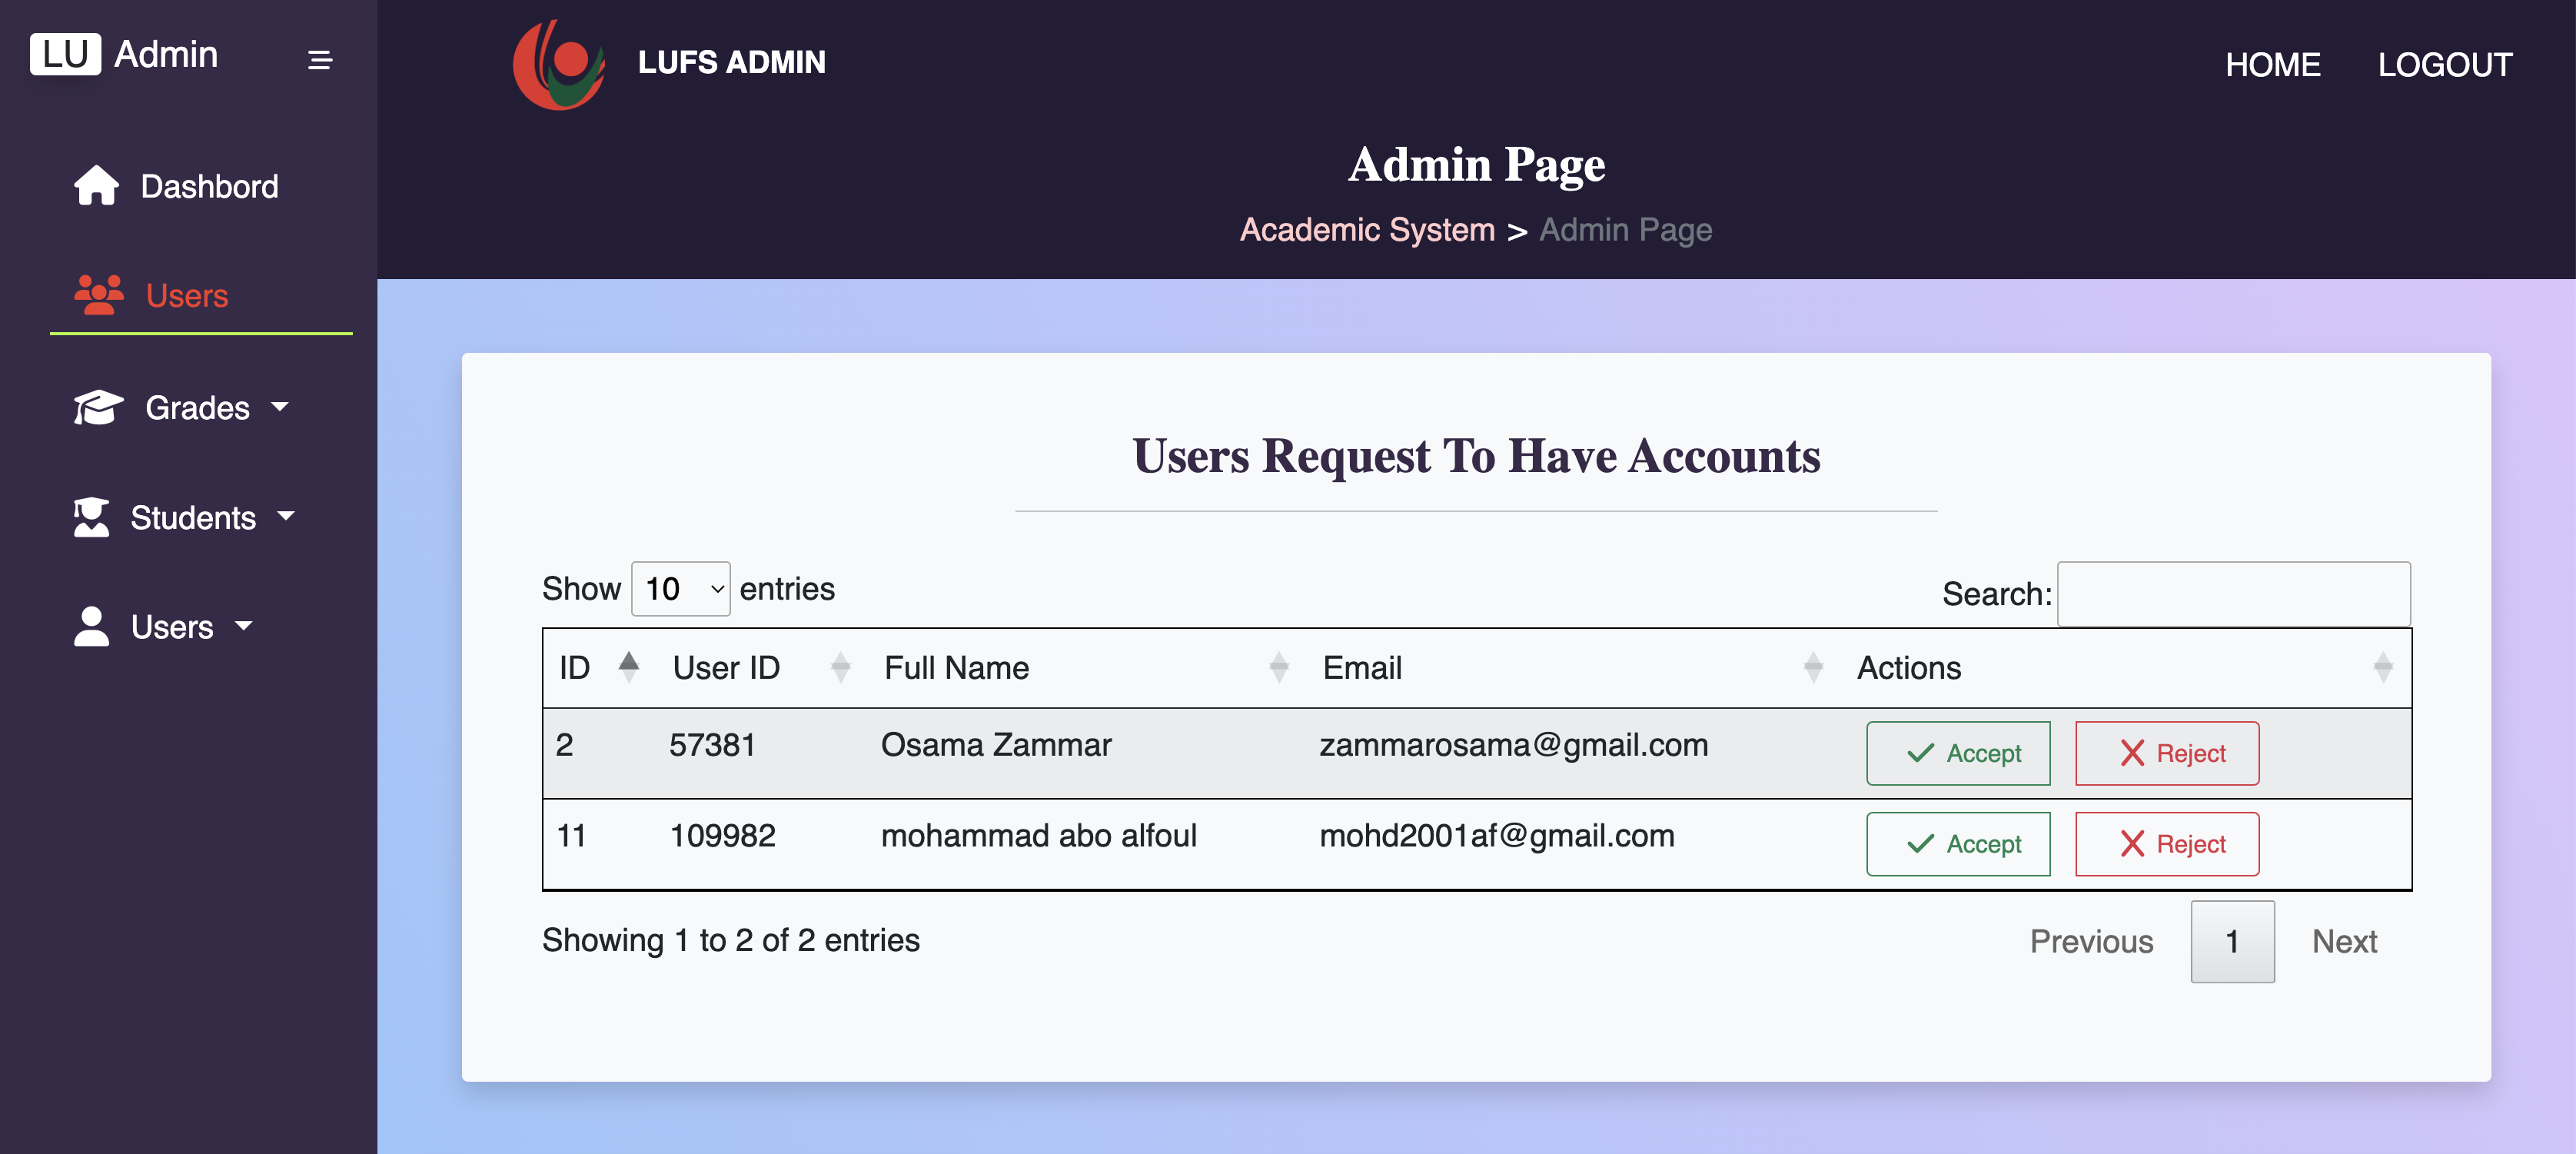 LU Admin
Dashbord
Users
Grades
Students
Users
LUFS ADMIN
HOME
LOGOUT
Admin Page
Academic System > Admin Page
Users Request To Have Accounts
Show 10 entries
Search:
ID User ID Full Name Email Actions
2 57381 Osama Zammar zammarosama@gmail.com Accept Reject
11 109982 mohammad abo alfoul mohd2001af@gmail.com Accept Reject
Showing 1 to 2 of 2 entries
Previous 1 Next